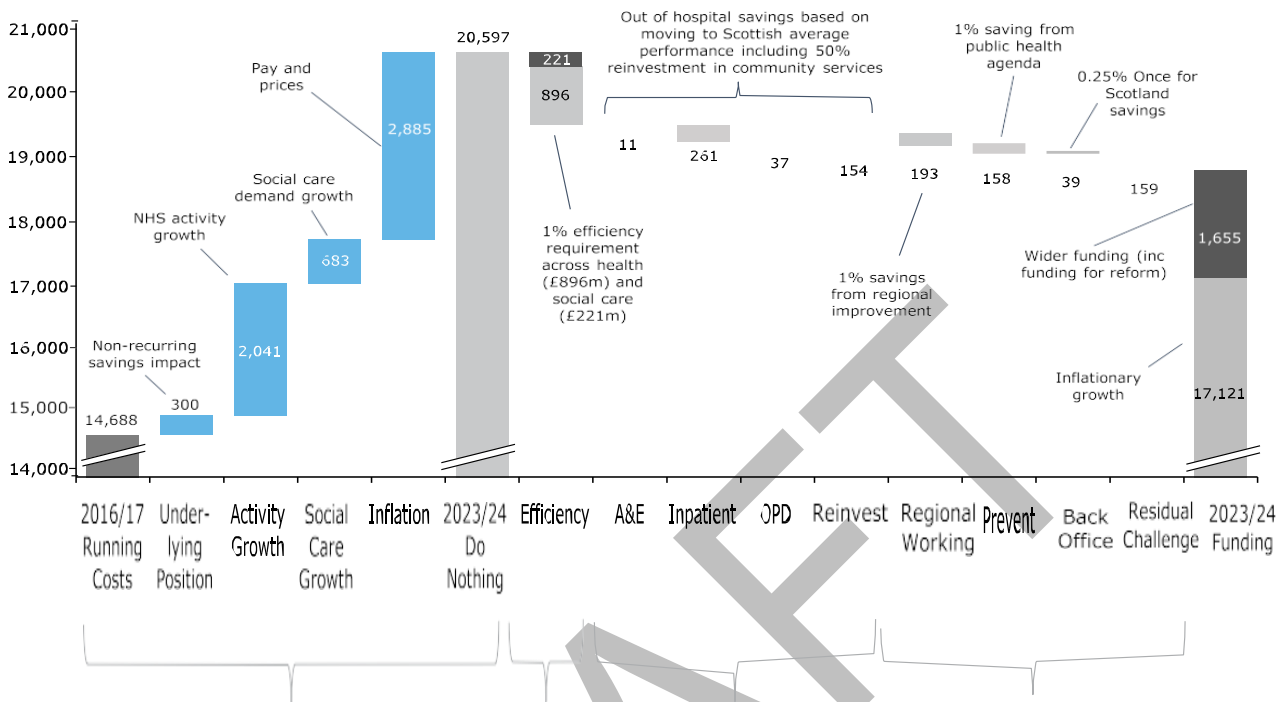 21,000
20,000
19,000
18,000
17,000
16,000
15,000
14,000
14,688
Non-recurring
savings impact
300
NHS activity
growth
2,041
Social care
demand growth
683
Pay and
prices
2,885
20,597
221
896
1% efficiency
requirement
across health
(£896m) and
social care
(£221m)
Out of hospital savings based on
moving to Scottish average
performance including 50%
reinvestment in community services
11
261
37
154
193
1% savings
from regional
improvement
1% saving from
public health
agenda
158
0.25% Once for
Scotland
savings
39
159
Wider funding (inc
funding for reform)
1,655
Inflationary
growth
17,121
2016/17
Running
Costs
Under-
lying
Position
Activity
Growth
Social
Care
Growth
Inflation
2023/24
Do
Nothing
Efficiency
A&E
Inpatient
OPD
Reinvest
Regional
Working
Prevent
Back
Office
Residual
Challenge
2023/24
Funding